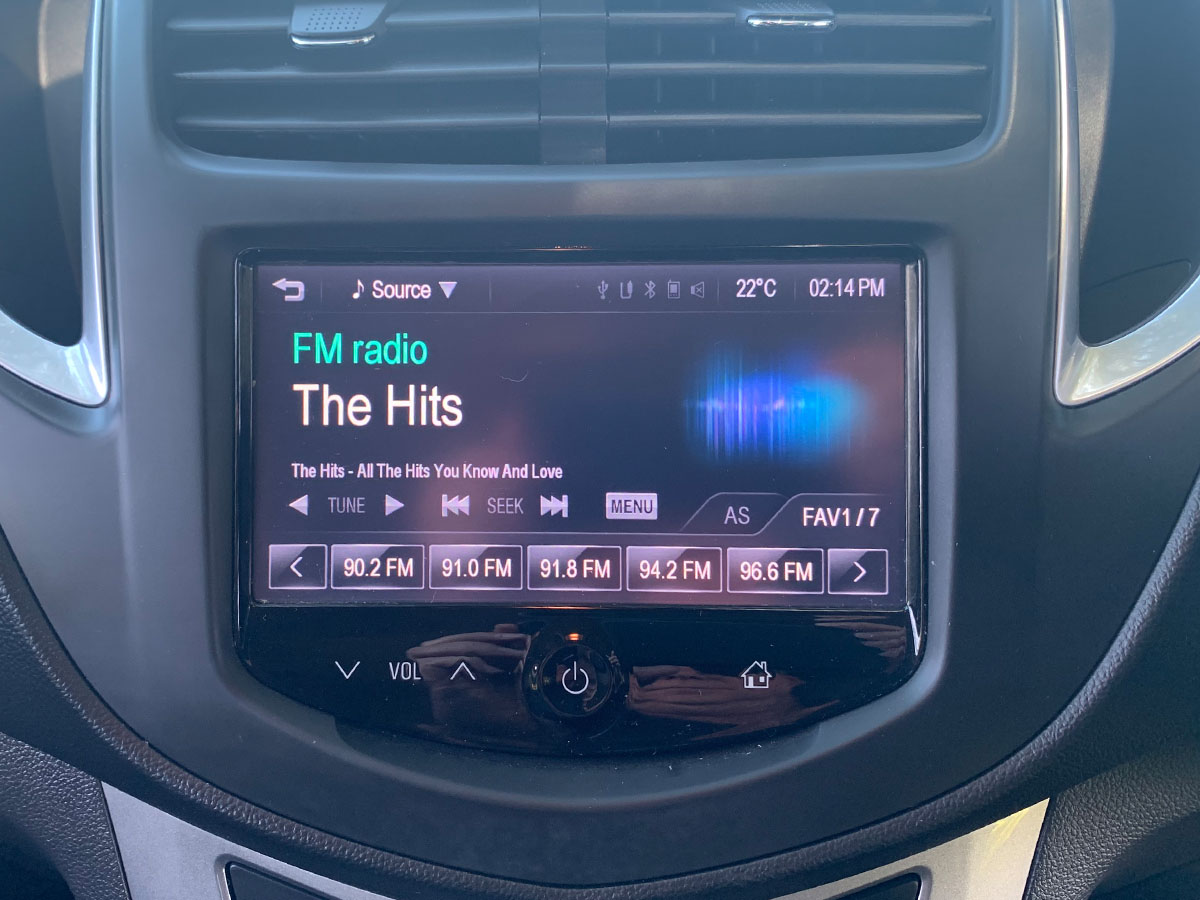 Source 22°C 02:14 PM
FM radio
The Hits
The Hits - All The Hits You Know And Love
TUNE SEEK MENU AS FAV1 / 7
90.2 FM 91.0 FM 91.8 FM 94.2 FM 96.6 FM
VOL